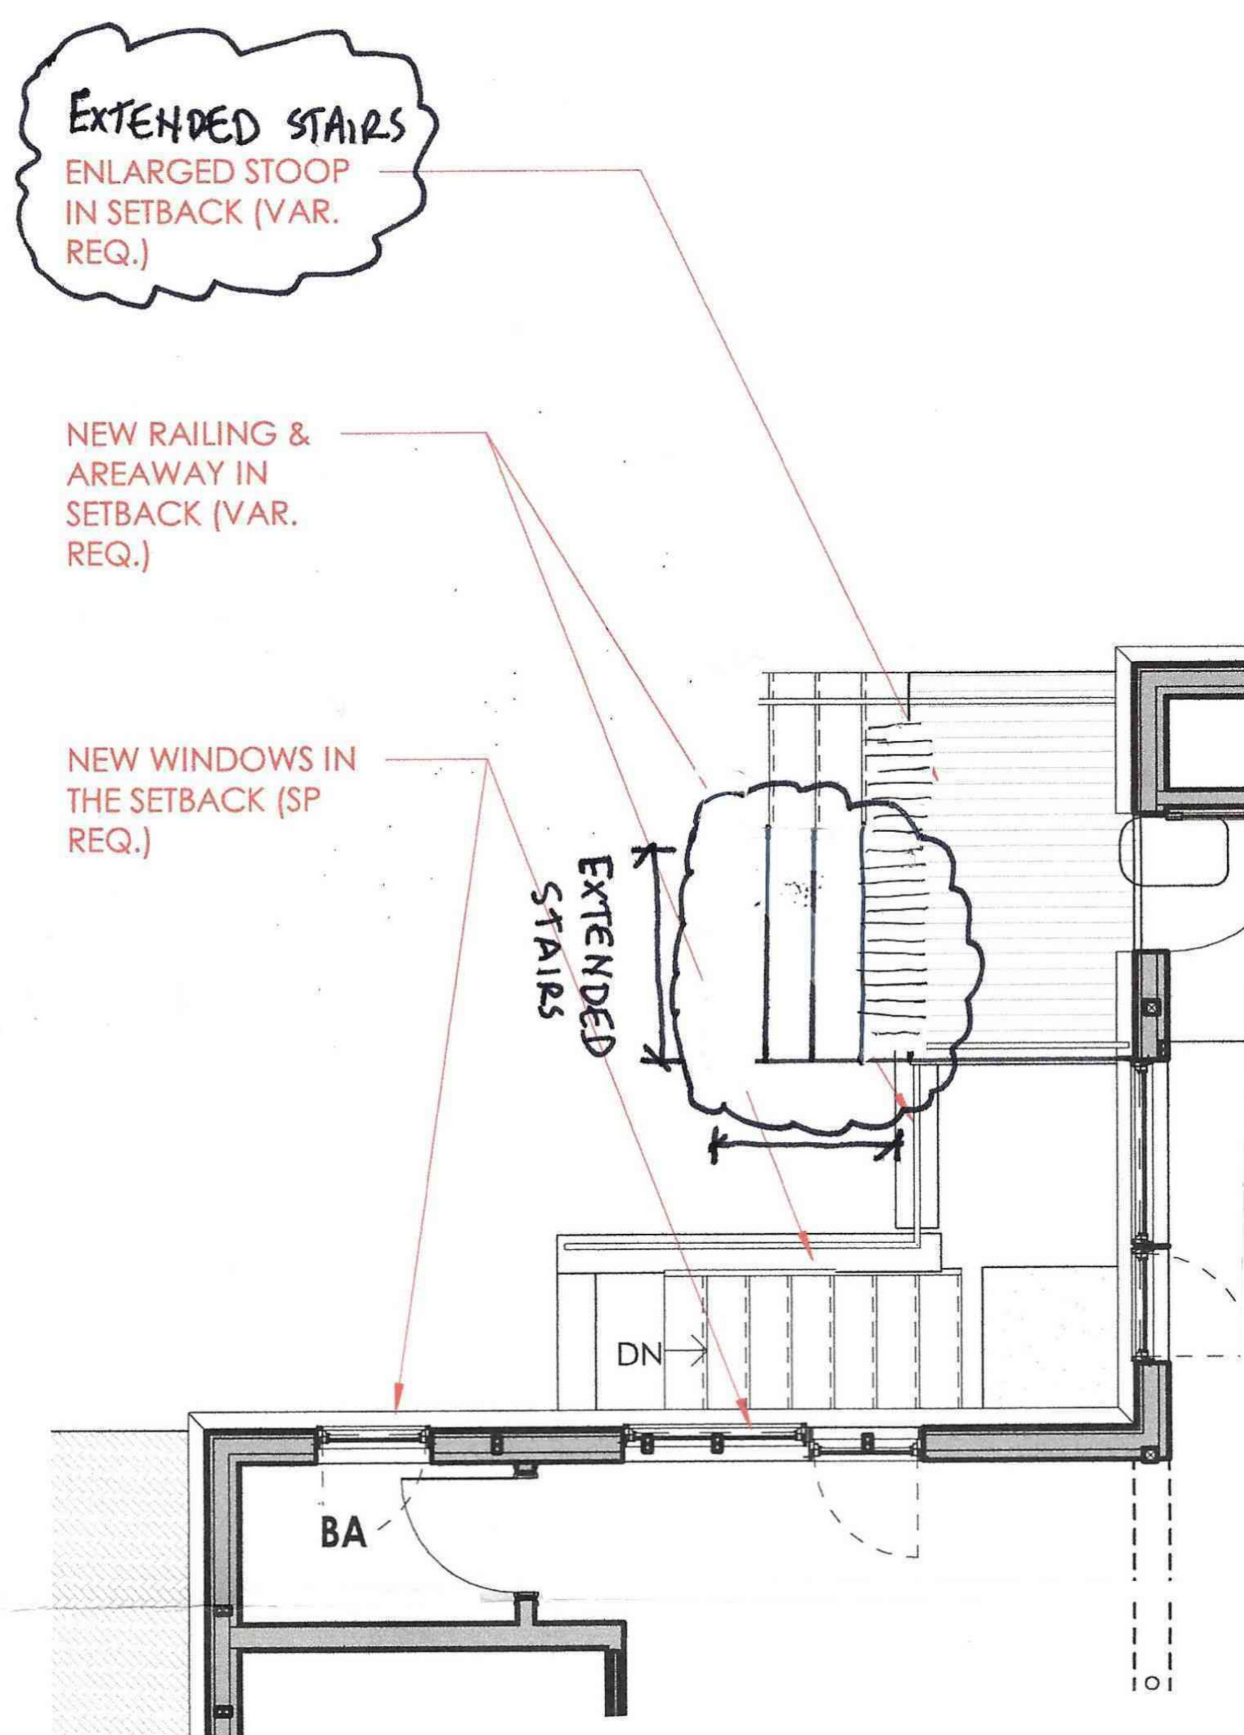 EXTENDED STAIRS
ENLARGED STOOP
IN SETBACK (VAR.
REQ.)
NEW RAILING &
AREAWAY IN
SETBACK (VAR.
REQ.)
NEW WINDOWS IN
THE SETBACK (SP
REQ.)
EXTENDED
STAIRS
DN
BA